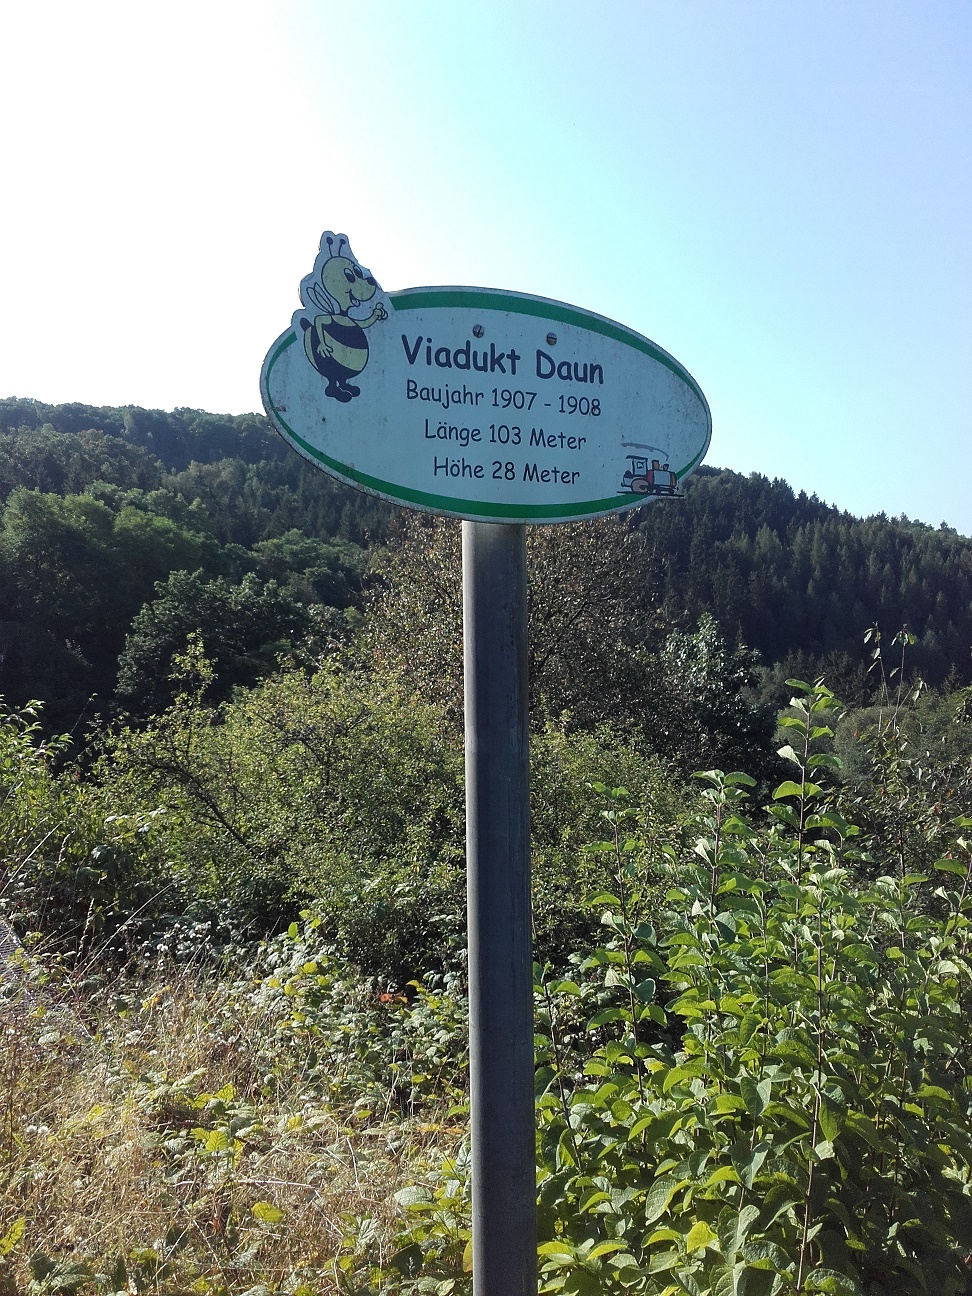 Viadukt Daun
Baujahr 1907 - 1908
Länge 103 Meter
Höhe 28 Meter